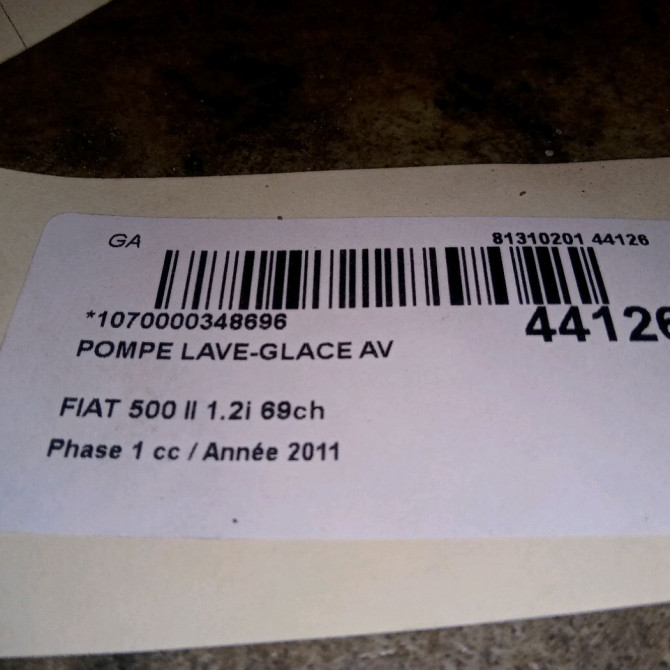 GA
81310201 44126
*1070000348696
44126
POMPE LAVE-GLACE AV
FIAT 500 II 1.2i 69ch
Phase 1 cc / Année 2011